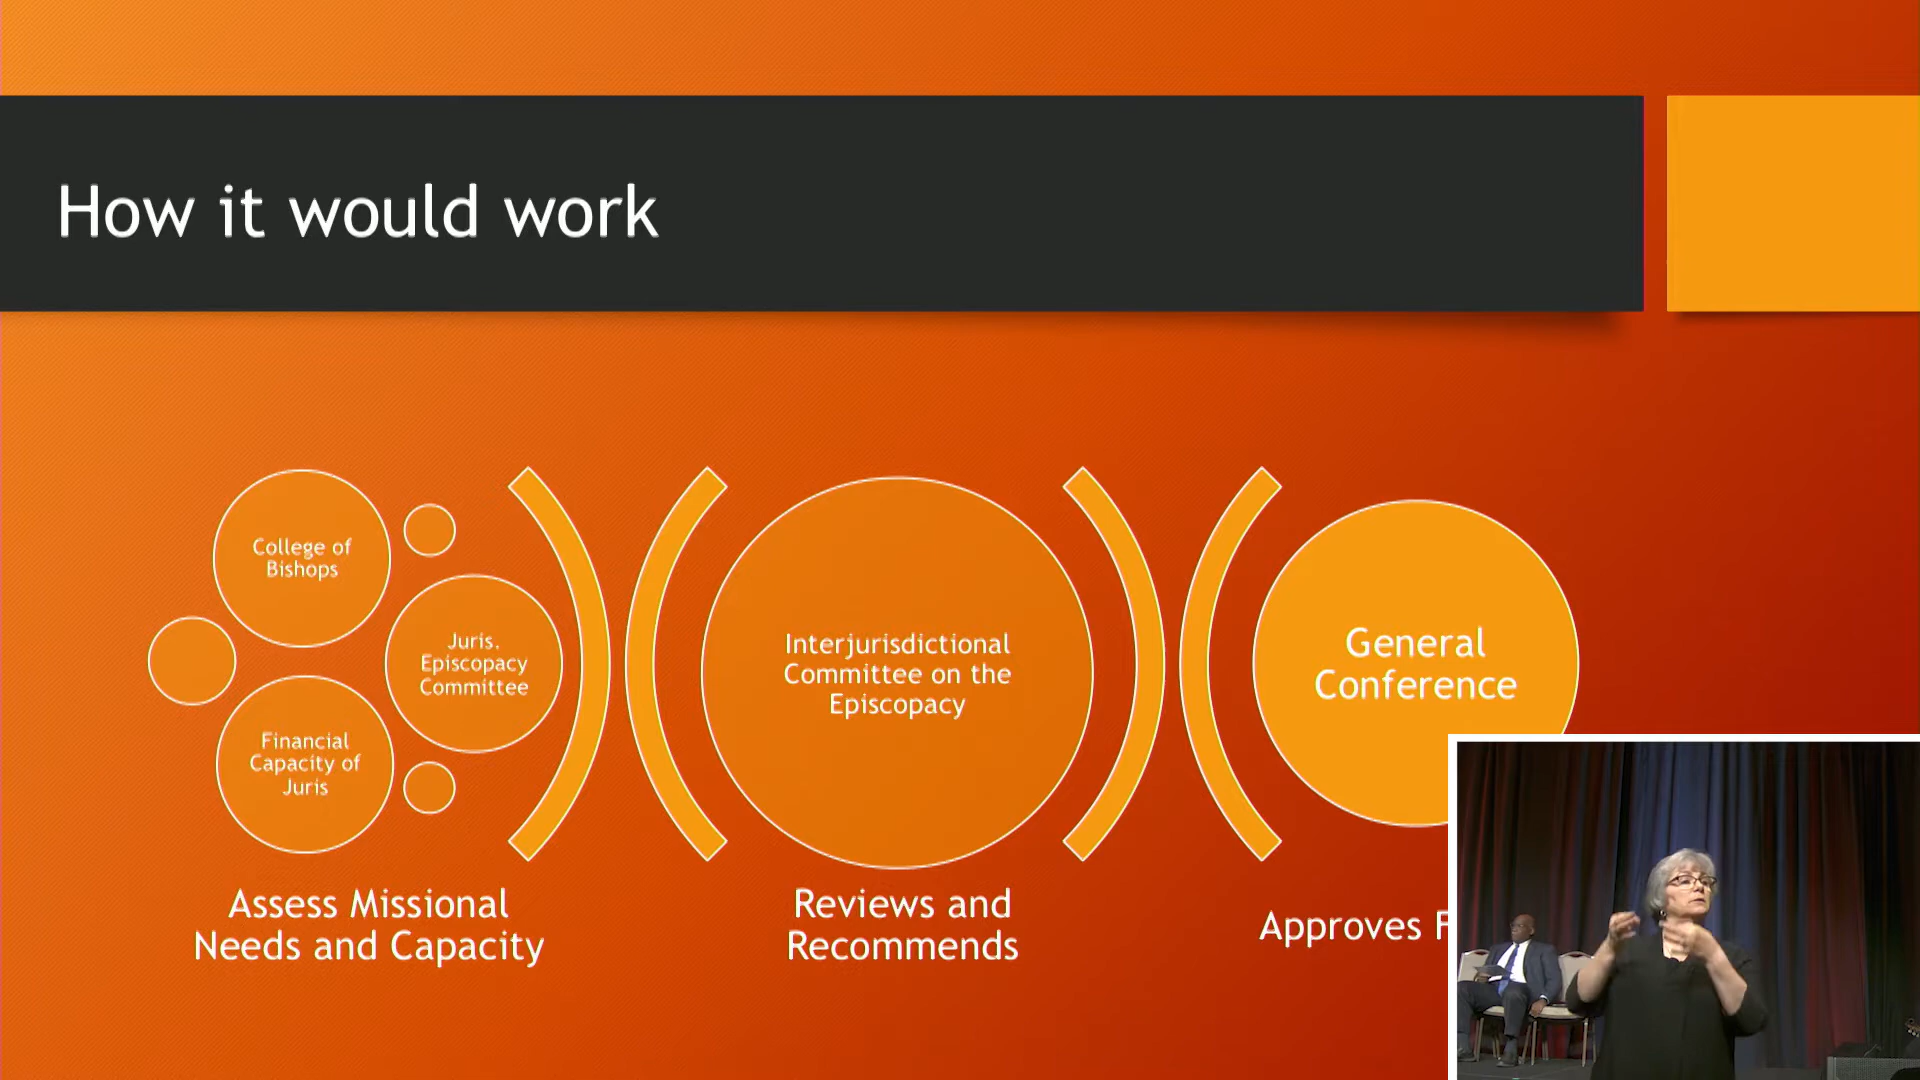 How it would work
College of
Bishops
Juris.
Episcopacy
Committee
Financial
Capacity of
Juris
Assess Missional
Needs and Capacity
Interjurisdictional
Committee on the
Episcopacy
Reviews and
Recommends
General
Conference
Approves